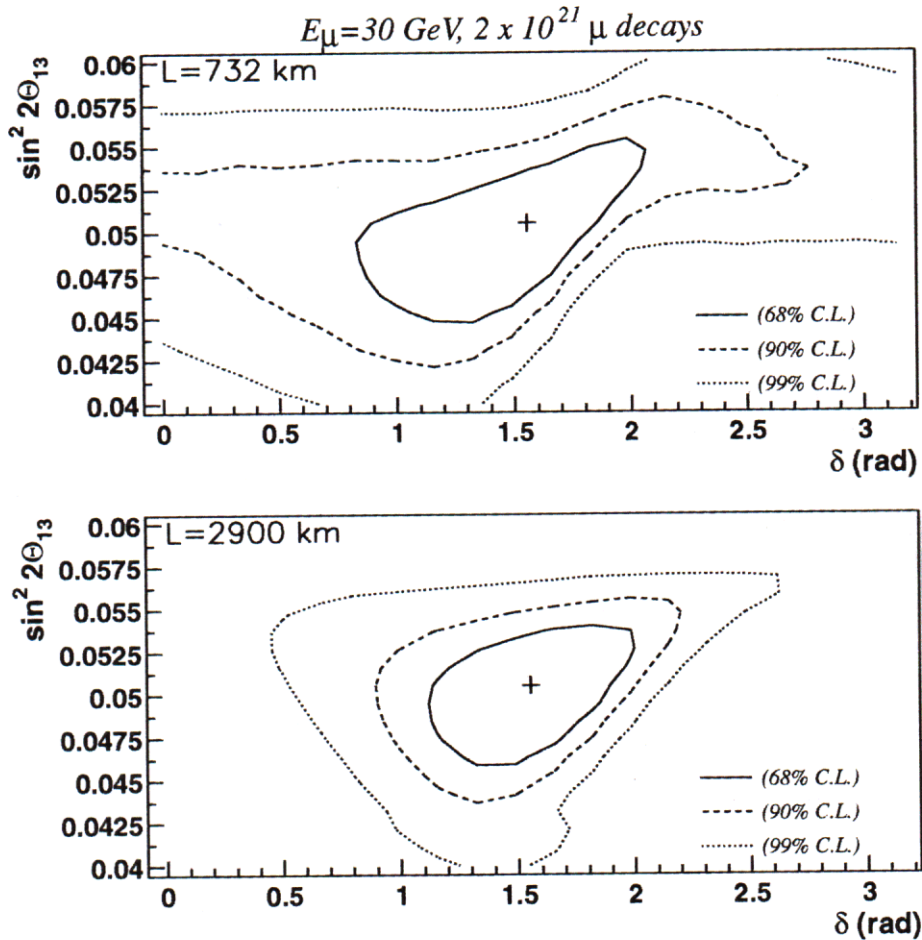 Eμ=30 GeV, 2 x 10²¹ μ decays
L=732 km
sin² 2Θ₁₃
0.06
0.0575
0.055
0.0525
0.05
0.0475
0.045
0.0425
0.04
(68% C.L.)
(90% C.L.)
(99% C.L.)
0 0.5 1 1.5 2 2.5 3
δ (rad)
L=2900 km
sin² 2Θ₁₃
0.06
0.0575
0.055
0.0525
0.05
0.0475
0.045
0.0425
0.04
(68% C.L.)
(90% C.L.)
(99% C.L.)
0 0.5 1 1.5 2 2.5 3
δ (rad)